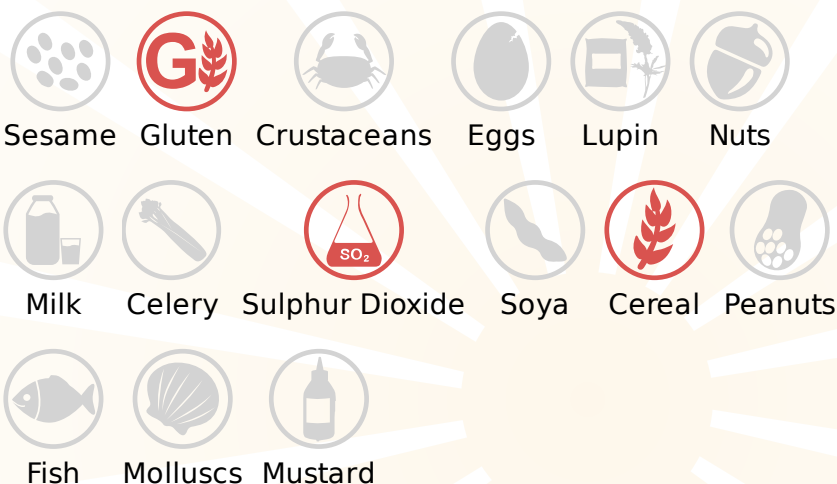 G
Sesame Gluten Crustaceans Eggs Lupin Nuts
SO₂
Milk Celery Sulphur Dioxide Soya Cereal Peanuts
Fish Molluscs Mustard